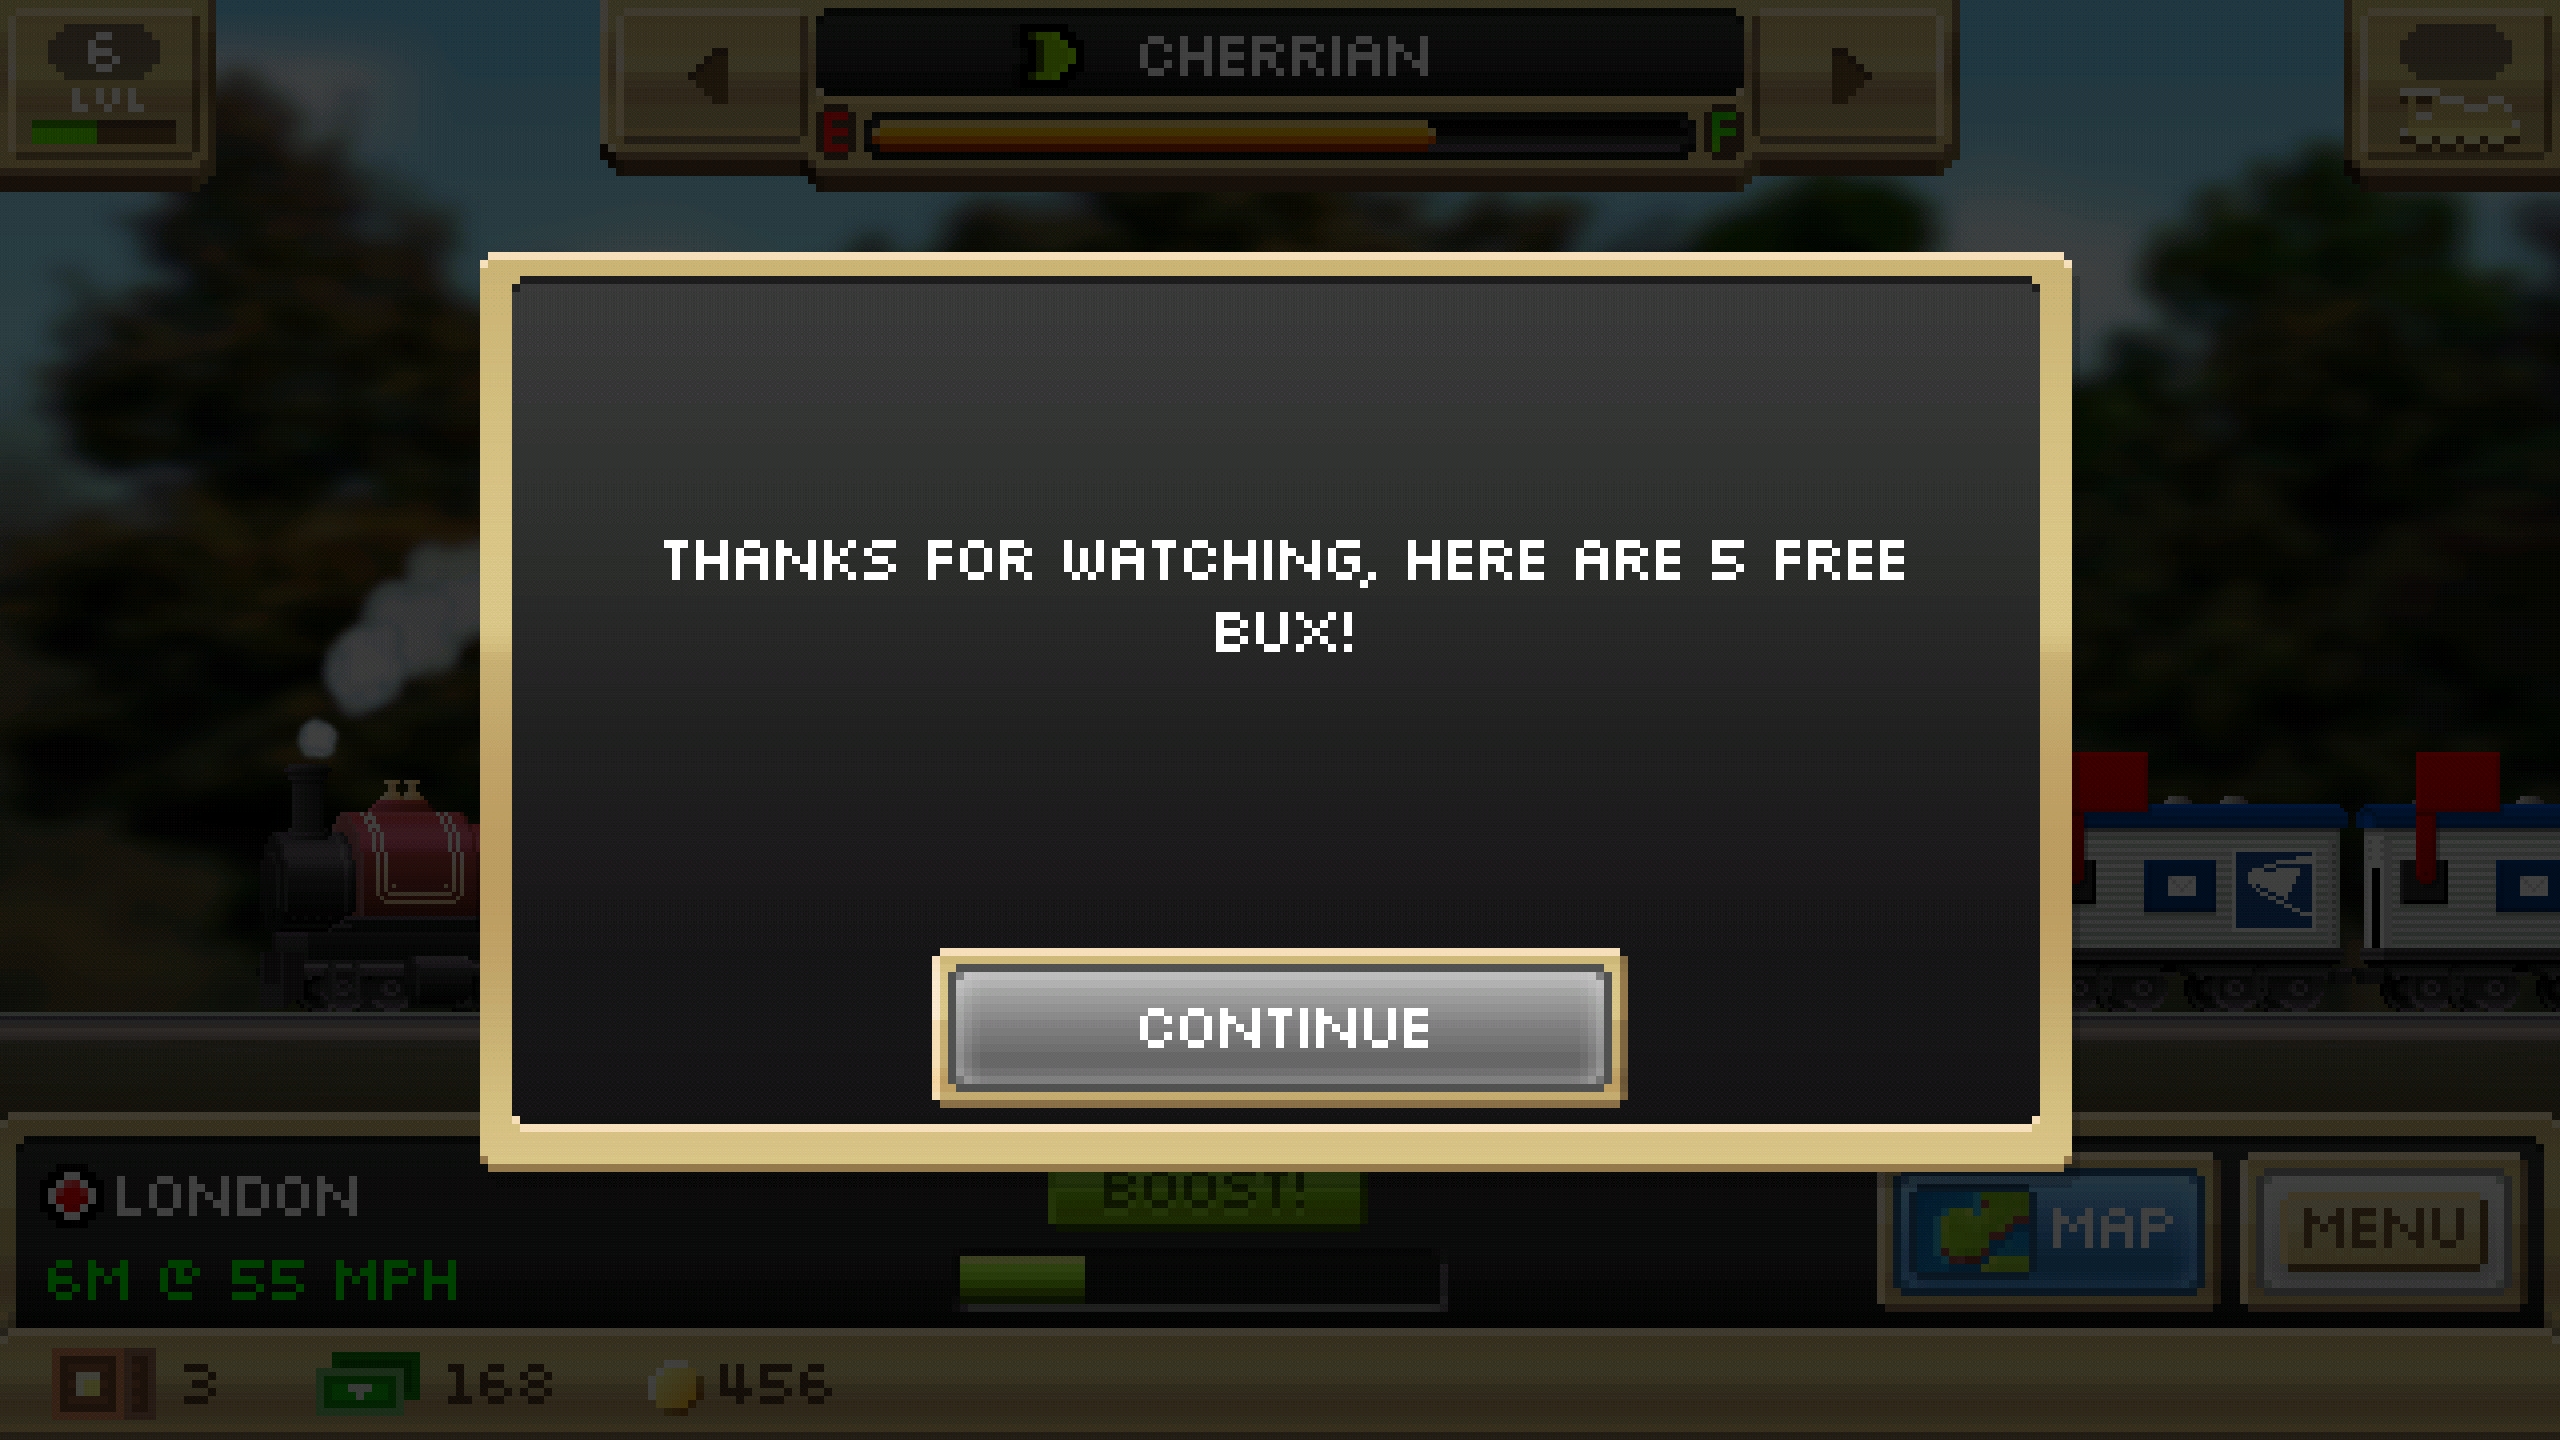 6
LVL
CHERRIAN
E F
THANKS FOR WATCHING, HERE ARE 5 FREE
BUX!
CONTINUE
LONDON
BOOST!
MAP
MENU
6M @ 55 MPH
3 168 456